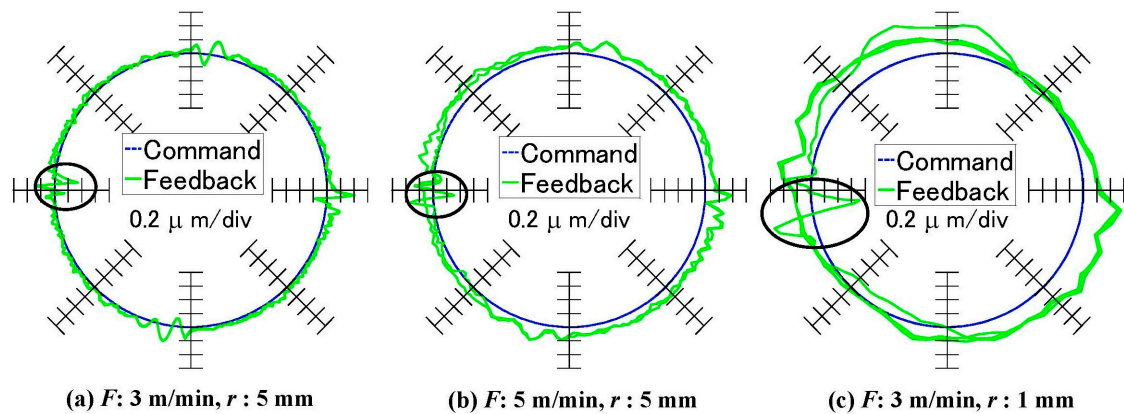 Command
Feedback
0.2 μ m/div
(a) F: 3 m/min, r : 5 mm
Command
Feedback
0.2 μ m/div
(b) F: 5 m/min, r : 5 mm
Command
Feedback
0.2 μ m/div
(c) F: 3 m/min, r : 1 mm